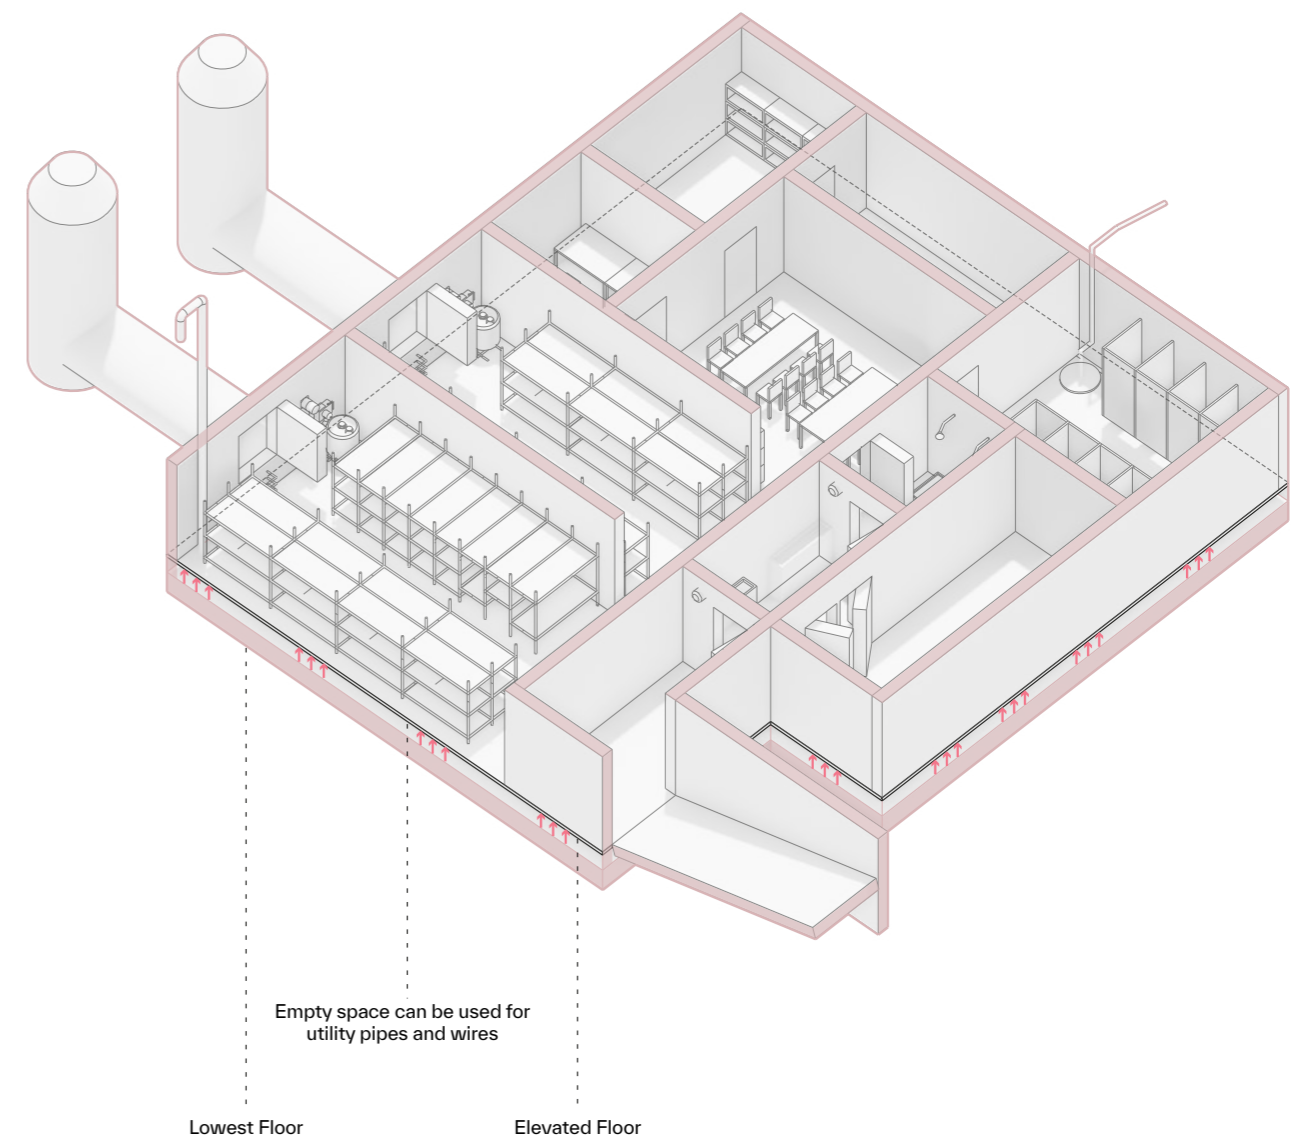 Empty space can be used for
utility pipes and wires
Lowest Floor
Elevated Floor